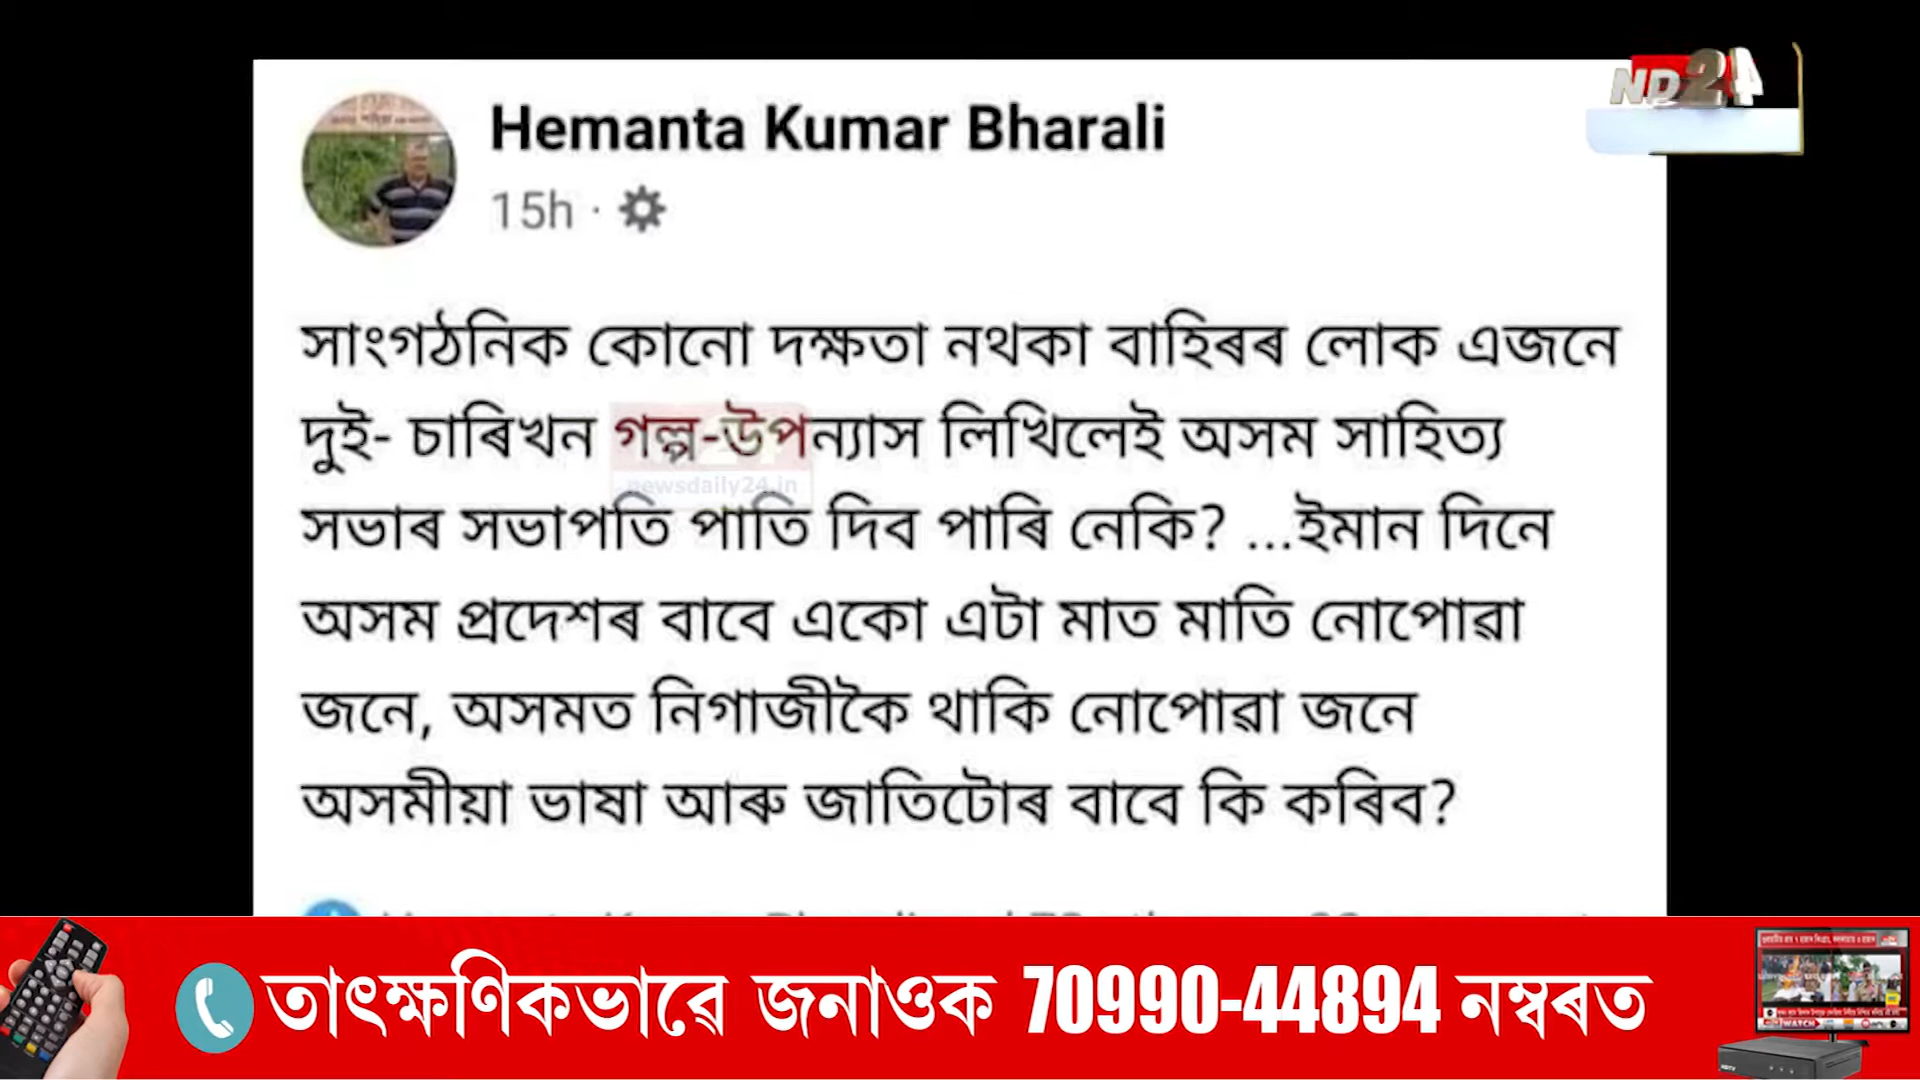 ND 24
Hemanta Kumar Bharali
15h ·
সাংগঠনিক কোনো দক্ষতা নথকা বাহিৰৰ লোক এজনে
দুই- চাৰিখন গল্প-উপন্যাস লিখিলেই অসম সাহিত্য
newsdaily24.in
সভাৰ সভাপতি পাতি দিব পাৰি নেকি? ...ইমান দিনে
অসম প্ৰদেশৰ বাবে একো এটা মাত মাতি নোপোৱা
জনে, অসমত নিগাজীকৈ থাকি নোপোৱা জনে
অসমীয়া ভাষা আৰু জাতিটোৰ বাবে কি কৰিব?
তাৎক্ষণিকভাৱে জনাওক 70990-44894 নম্বৰত